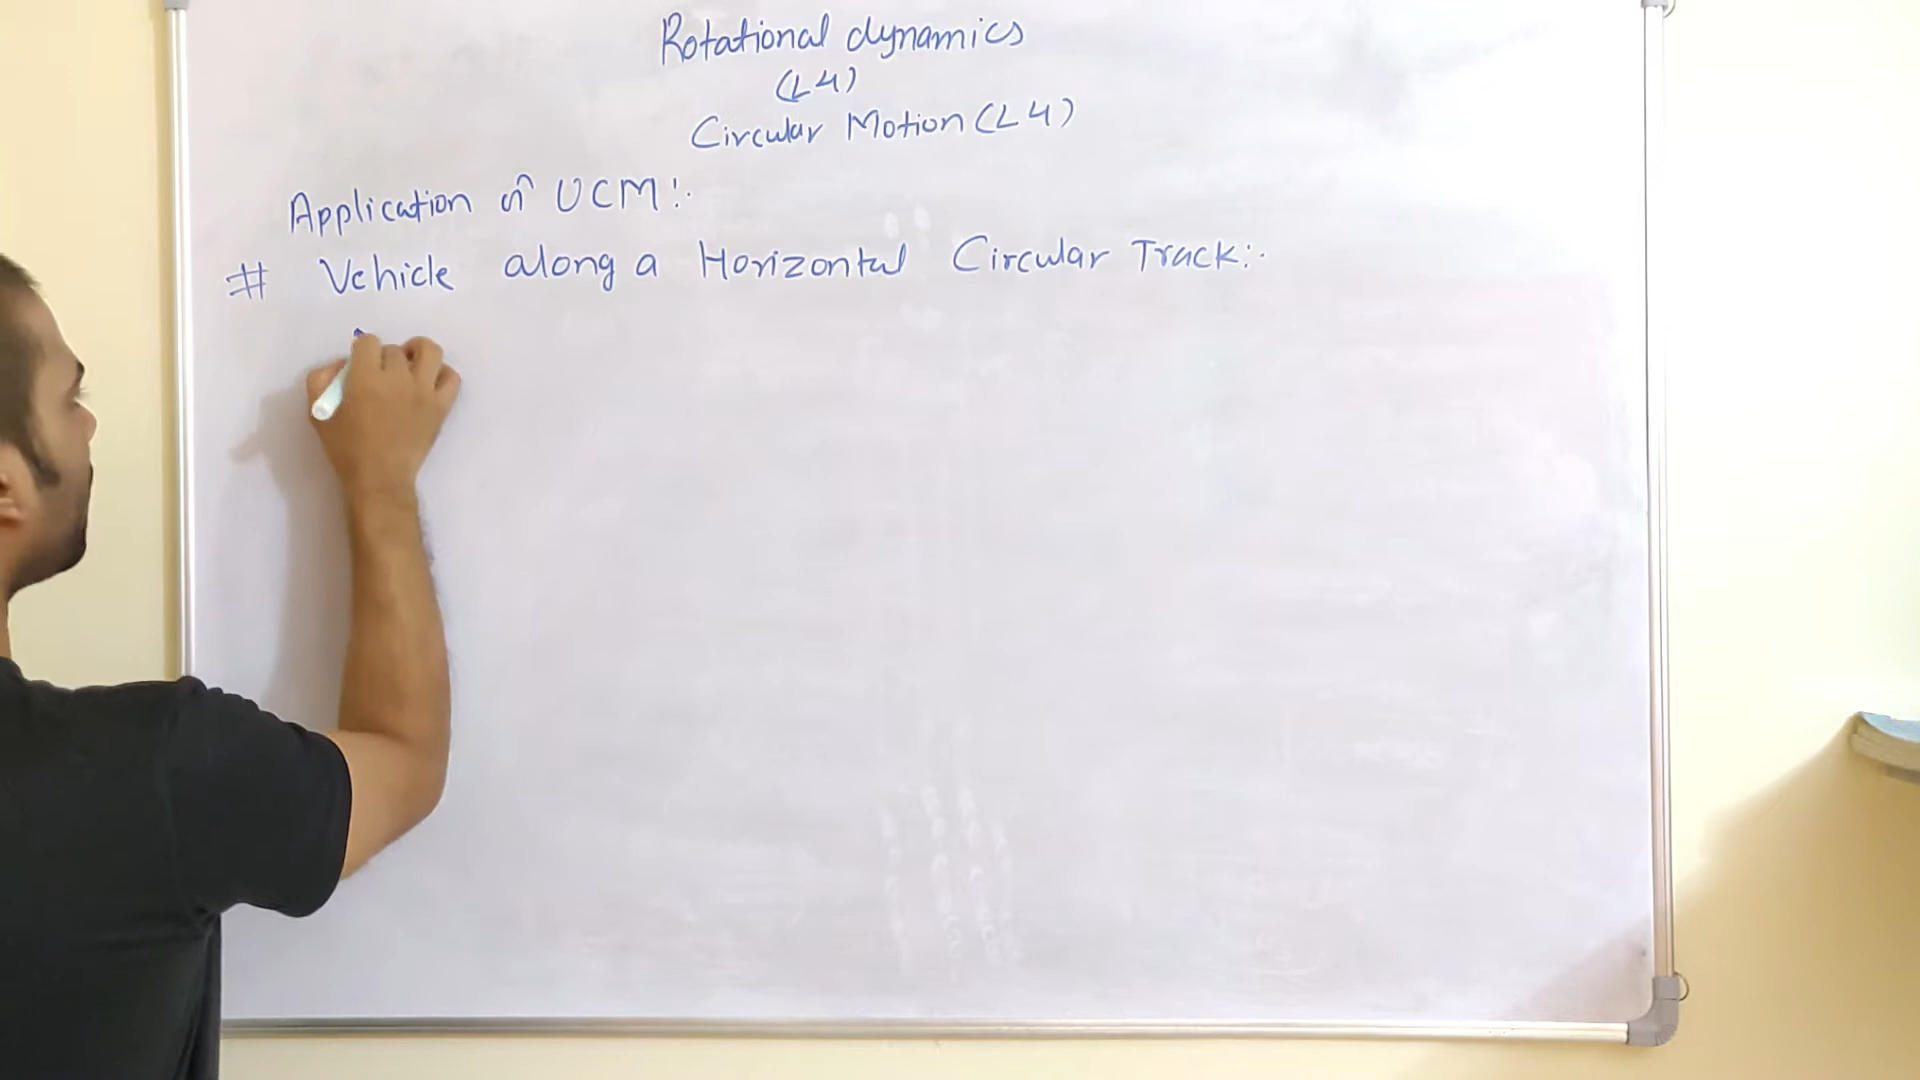 Rotational dynamics
(L4)
Circular Motion (L4)
Application of UCM:-
# Vehicle along a Horizontal Circular Track:-